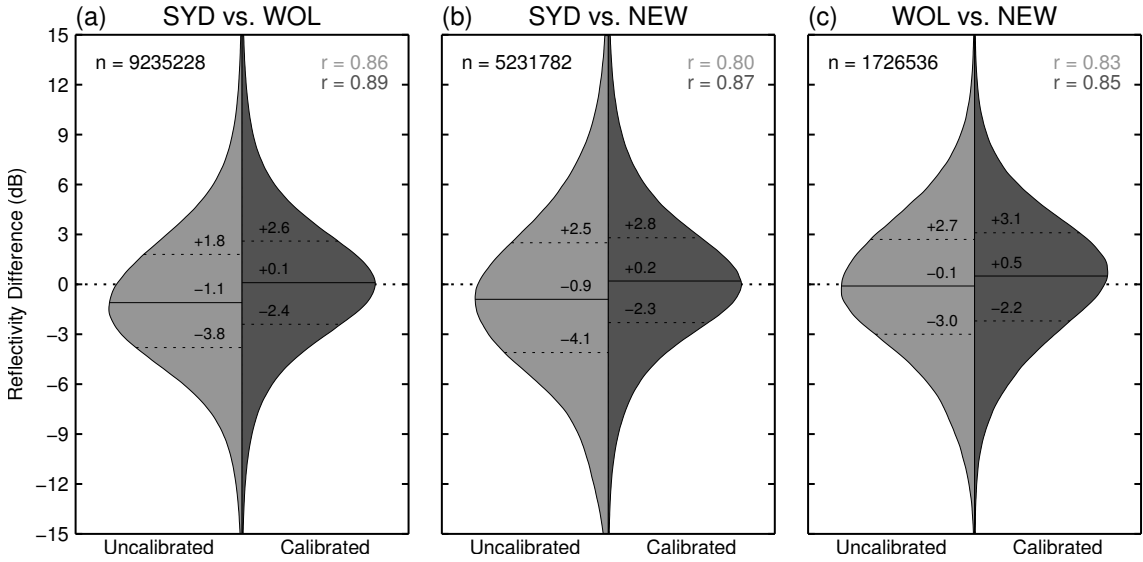 (a) SYD vs. WOL
(b) SYD vs. NEW
(c) WOL vs. NEW
Reflectivity Difference (dB)
15
12
9
6
3
0
−3
−6
−9
−12
−15
n = 9235228
r = 0.86
r = 0.89
+1.8
−1.1
−3.8
+2.6
+0.1
−2.4
Uncalibrated
Calibrated
n = 5231782
r = 0.80
r = 0.87
+2.5
−0.9
−4.1
+2.8
+0.2
−2.3
Uncalibrated
Calibrated
n = 1726536
r = 0.83
r = 0.85
+2.7
−0.1
−3.0
+3.1
+0.5
−2.2
Uncalibrated
Calibrated